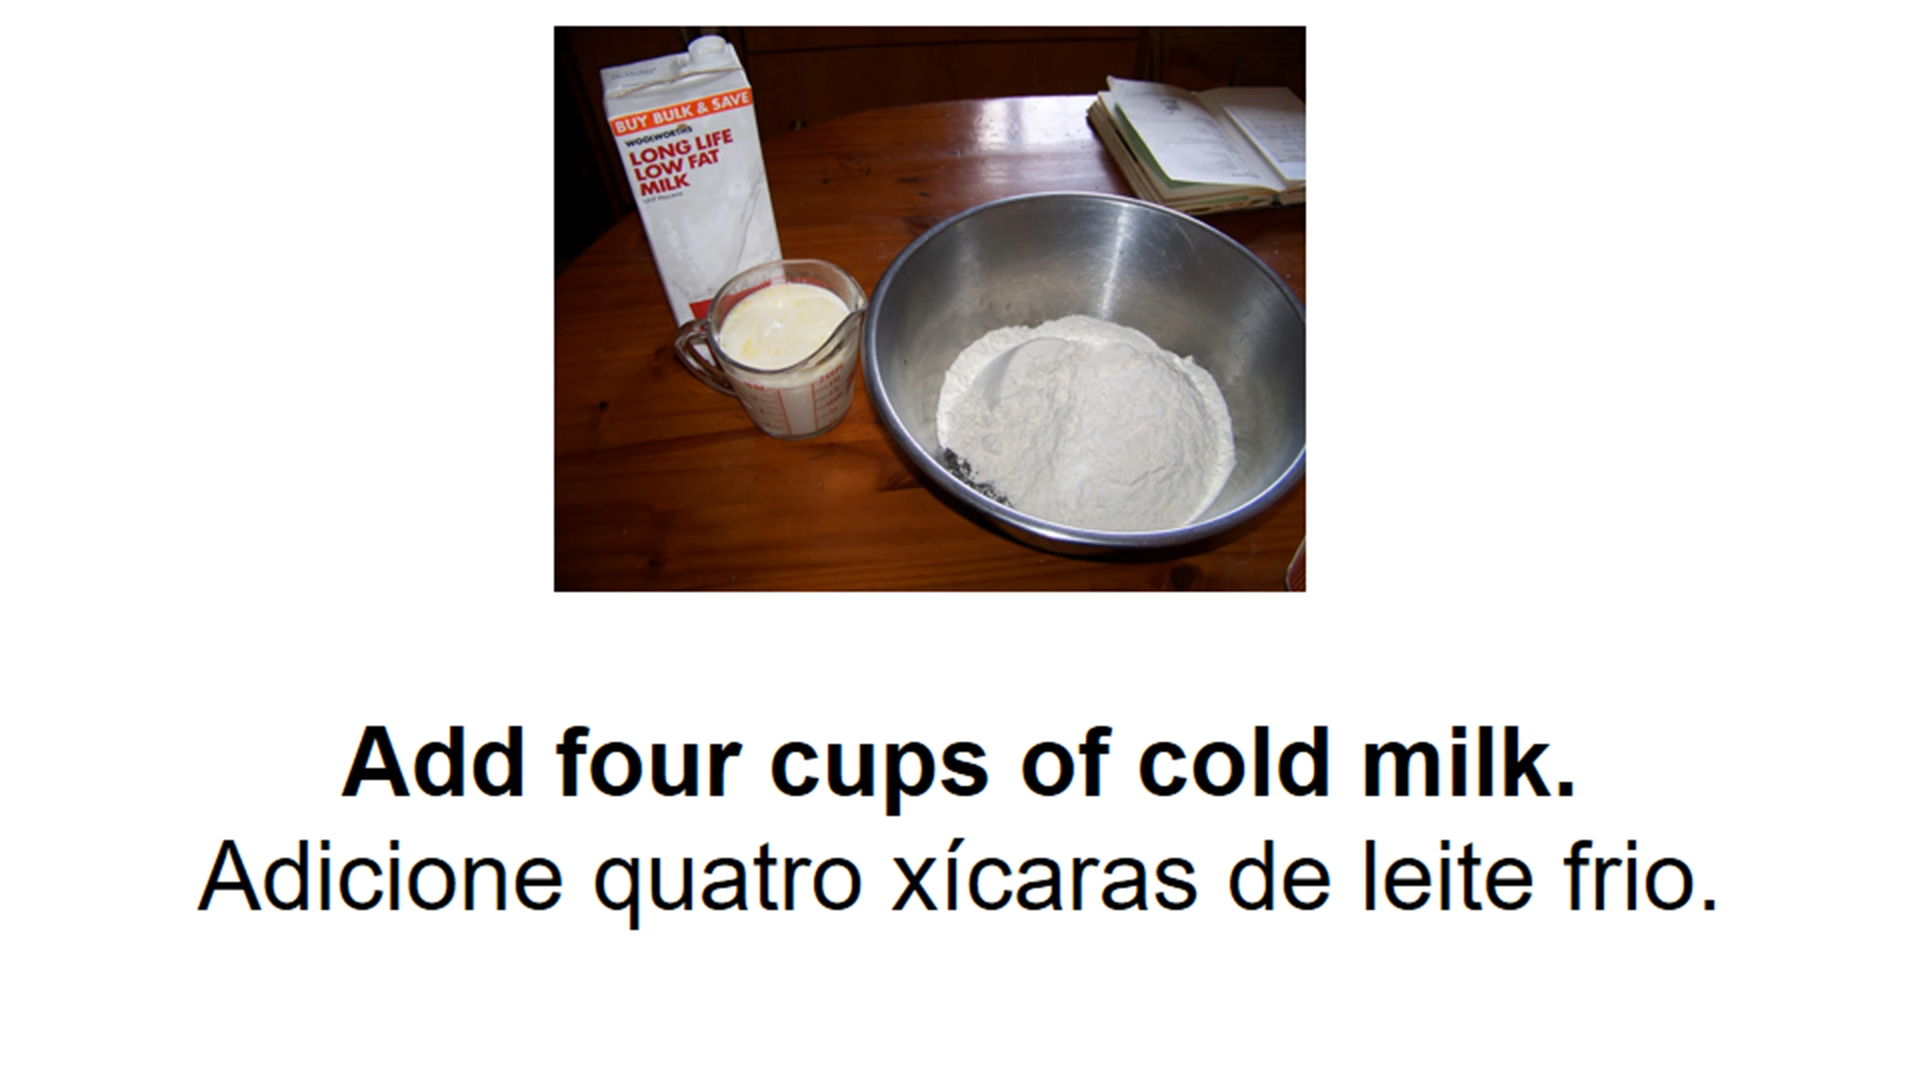 BUY BULK & SAVE
WOOLWORTHS
LONG LIFE
LOW FAT
MILK
Add four cups of cold milk.
Adicione quatro xícaras de leite frio.